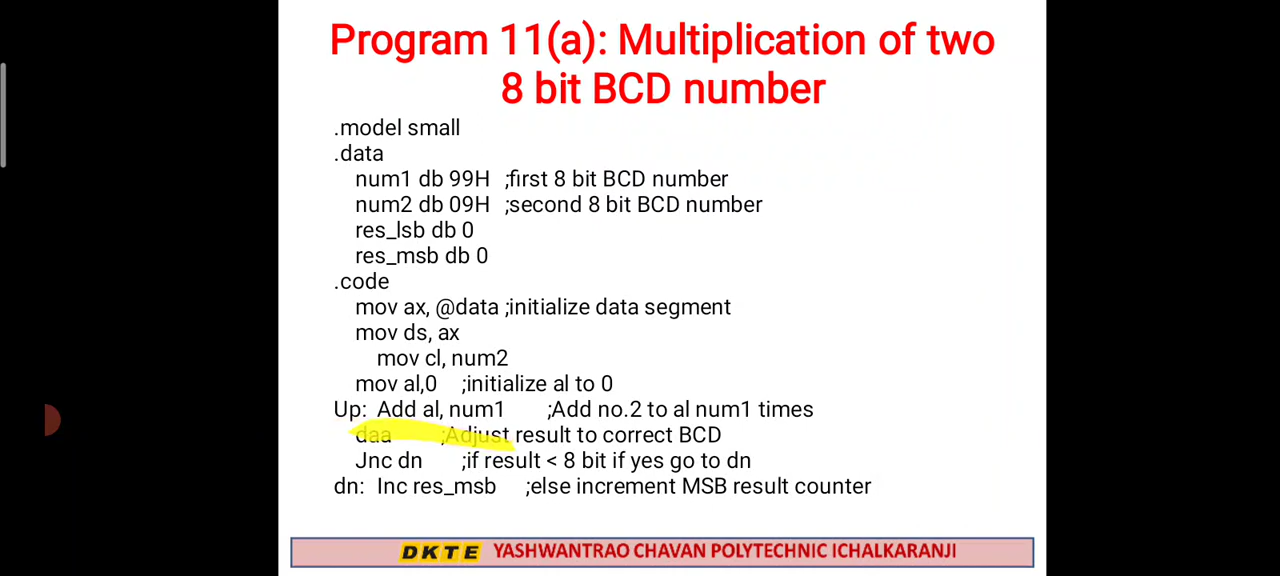 Program 11(a): Multiplication of two
8 bit BCD number
.model small
.data
num1 db 99H ;first 8 bit BCD number
num2 db 09H ;second 8 bit BCD number
res_lsb db 0
res_msb db 0
.code
mov ax, @data ;initialize data segment
mov ds, ax
mov cl, num2
mov al,0 ;initialize al to 0
Up: Add al, num1 ;Add no.2 to al num1 times
daa ;Adjust result to correct BCD
Jnc dn ;if result < 8 bit if yes go to dn
dn: Inc res_msb ;else increment MSB result counter
DKTE YASHWANTRAO CHAVAN POLYTECHNIC ICHALKARANJI